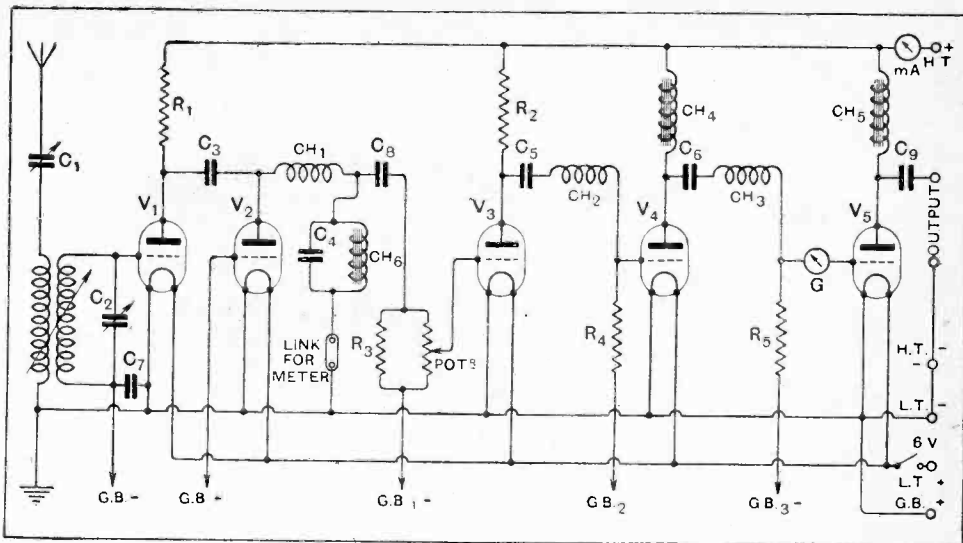 R1
R2
CH4
mA
H T
+
CH5
C1
C3
CH1
C8
C5
CH2
C6
CH3
C9
V1
V2
V3
V4
V5
OUTPUT
C4
CH6
C2
C7
G
R3
POTS
R4
R5
LINK
FOR
METER
H.T. -
-
L.T. -
6 V
L.T +
G.B. +
G.B -
G.B +
G.B.1 -
G.B.2
G.B.3 -